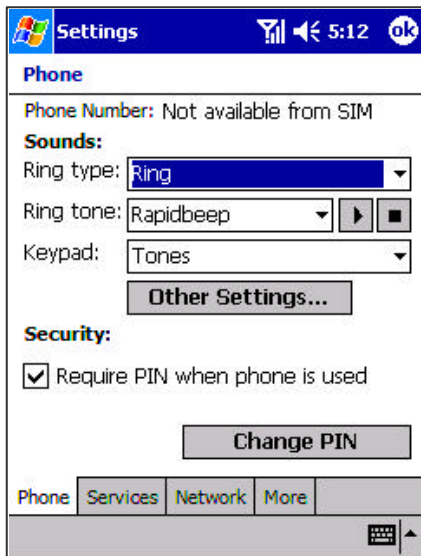 Settings 5:12 ok
Phone
Phone Number: Not available from SIM
Sounds:
Ring type: Ring
Ring tone: Rapidbeep
Keypad: Tones
Other Settings...
Security:
Require PIN when phone is used
Change PIN
Phone Services Network More